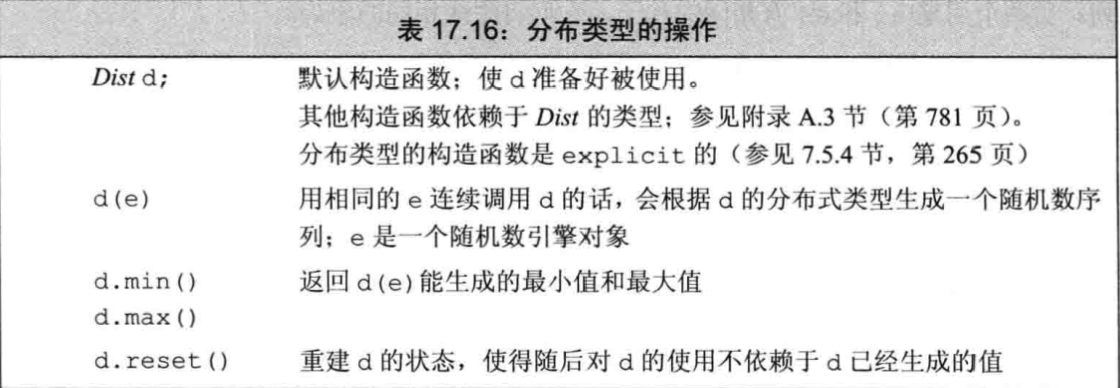 表 17.16：分布类型的操作
Dist d; 默认构造函数；使 d 准备好被使用。
其他构造函数依赖于 Dist 的类型；参见附录 A.3 节（第 781 页）。
分布类型的构造函数是 explicit 的（参见 7.5.4 节，第 265 页）
d(e) 用相同的 e 连续调用 d 的话，会根据 d 的分布式类型生成一个随机数序
列；e 是一个随机数引擎对象
d.min() 返回 d(e)能生成的最小值和最大值
d.max()
d.reset() 重建 d 的状态，使得随后对 d 的使用不依赖于 d 已经生成的值